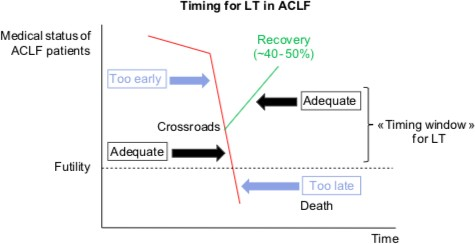 Timing for LT in ACLF
Medical status of
ACLF patients
Recovery
(~40-50%)
Too early
Adequate
Crossroads
«Timing window»
for LT
Adequate
Futility
Too late
Death
Time